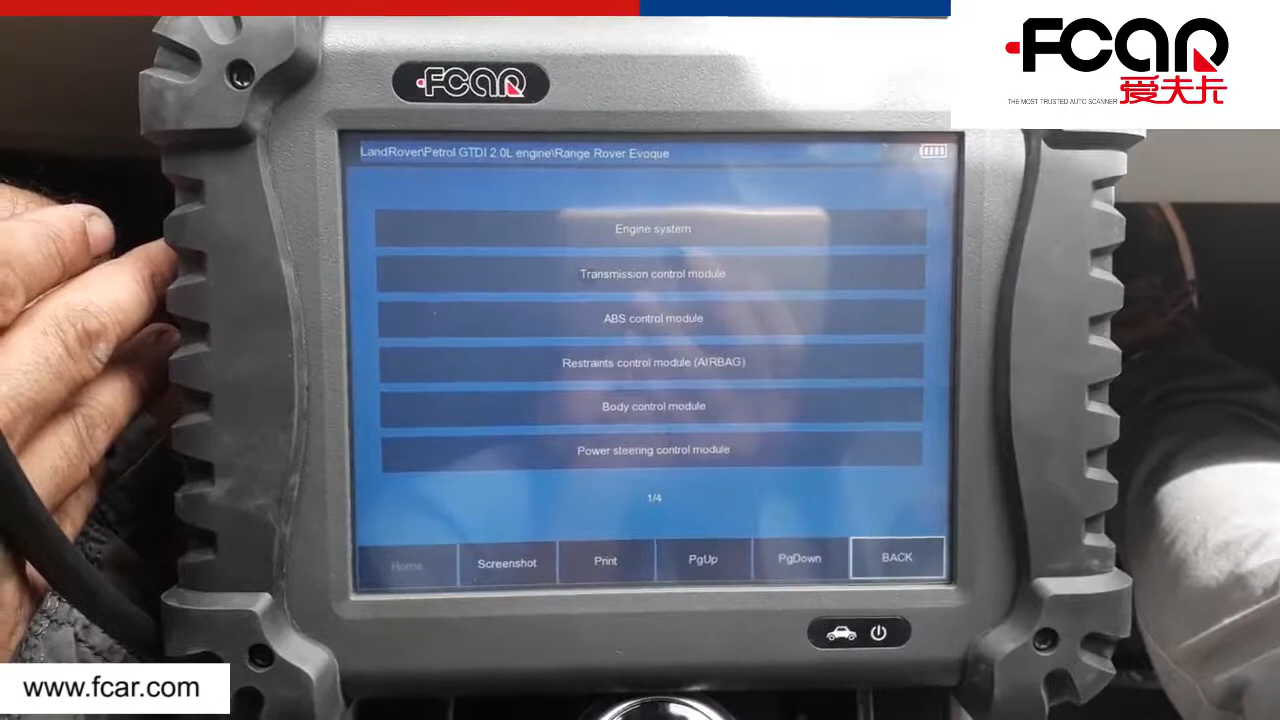 FCAR
THE MOST TRUSTED AUTO SCANNER 爱夫卡
FCAR
LandRover\Petrol GTDI 2.0L engine\Range Rover Evoque
Engine system
Transmission control module
ABS control module
Restraints control module (AIRBAG)
Body control module
Power steering control module
1/4
Home Screenshot Print PgUp PgDown BACK
www.fcar.com